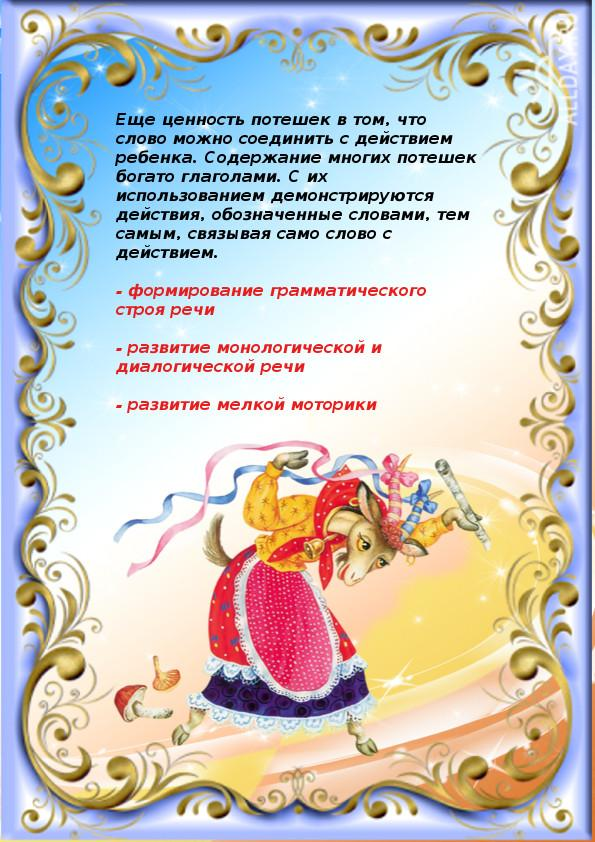 Еще ценность потешек в том, что
слово можно соединить с действием
ребенка. Содержание многих потешек
богато глаголами. С их
использованием демонстрируются
действия, обозначенные словами, тем
самым, связывая само слово с
действием.
- формирование грамматического
строя речи
- развитие монологической и
диалогической речи
- развитие мелкой моторики